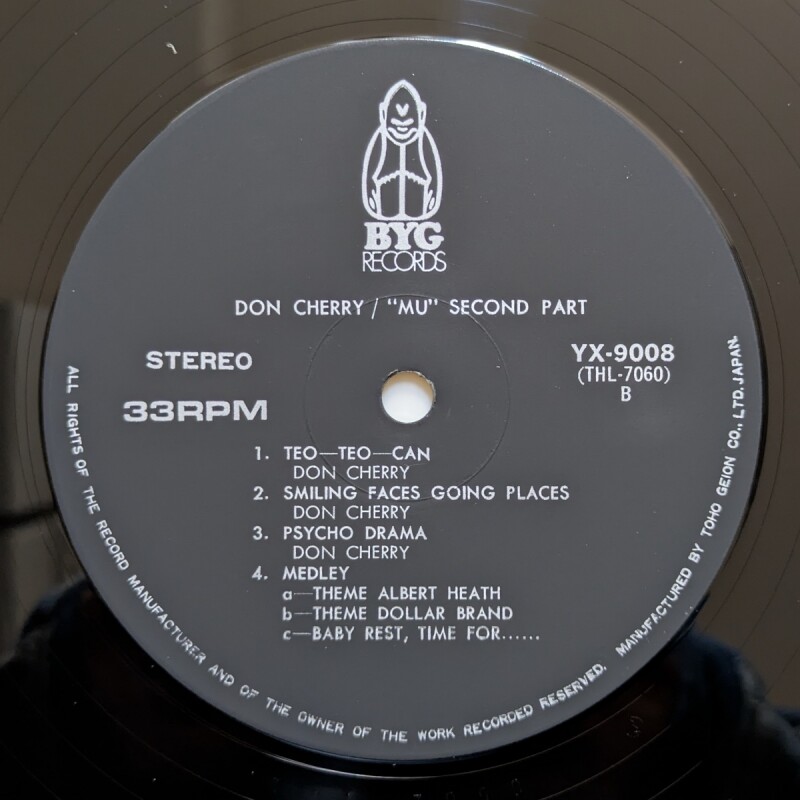 BYG
RECORDS
DON CHERRY / "MU" SECOND PART
STEREO
33RPM
YX-9008
(THL-7060)
B
1. TEO—TEO—CAN
DON CHERRY
2. SMILING FACES GOING PLACES
DON CHERRY
3. PSYCHO DRAMA
DON CHERRY
4. MEDLEY
a—THEME ALBERT HEATH
b—THEME DOLLAR BRAND
c—BABY REST, TIME FOR......
ALL RIGHTS OF THE RECORD MANUFACTURER AND OF THE OWNER OF THE WORK RECORDED RESERVED. MANUFACTURED BY TOHO GEION CO., LTD. JAPAN.